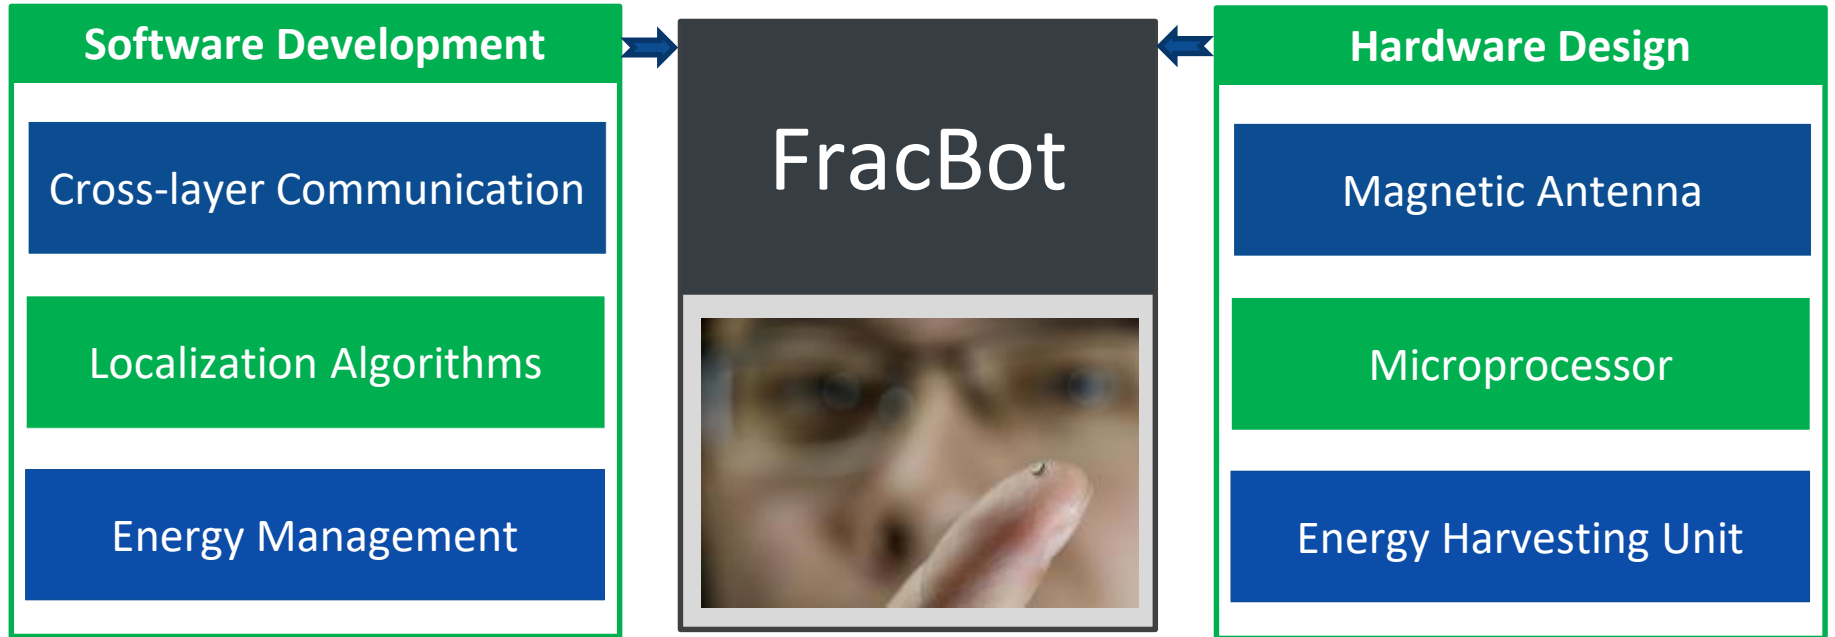 Software Development
Cross-layer Communication
Localization Algorithms
Energy Management
FracBot
Hardware Design
Magnetic Antenna
Microprocessor
Energy Harvesting Unit